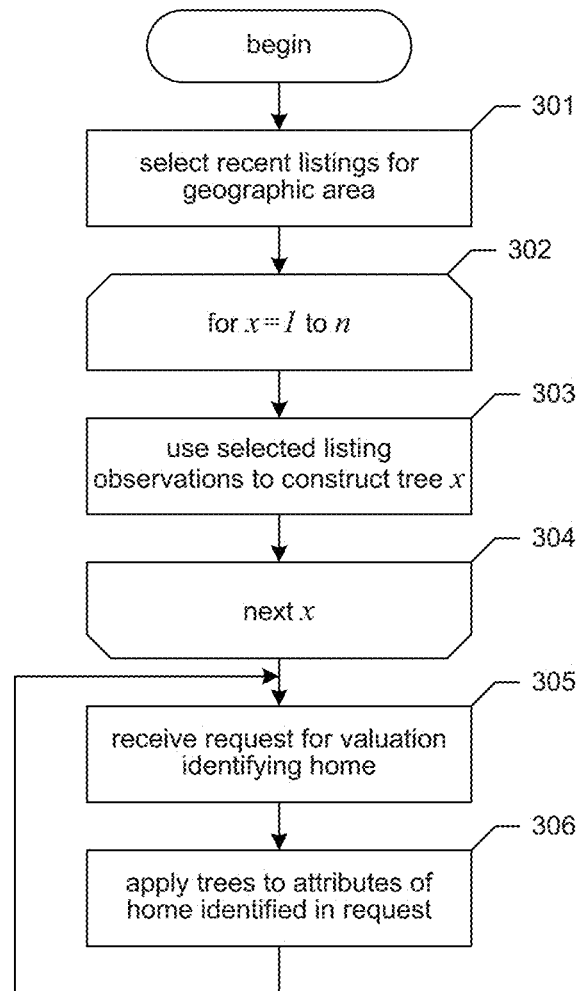 begin
301
select recent listings for
geographic area
302
for x=1 to n
303
use selected listing
observations to construct tree x
304
next x
305
receive request for valuation
identifying home
306
apply trees to attributes of
home identified in request